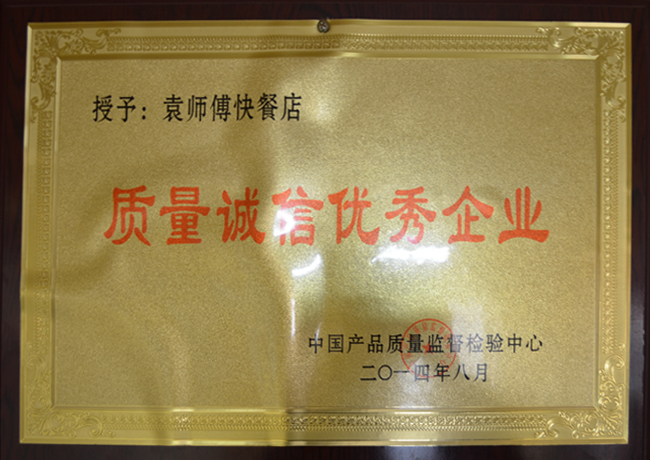 授予：袁师傅快餐店
质量诚信优秀企业
中国产品质量监督检验中心
二〇一四年八月